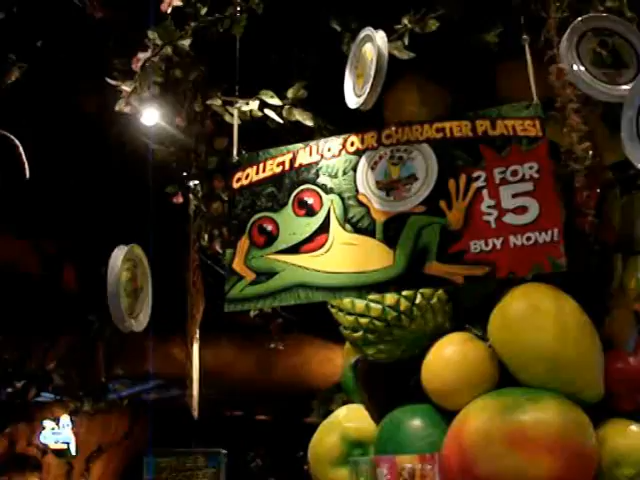 COLLECT ALL OF OUR CHARACTER PLATES!
2 FOR
$5
BUY NOW!